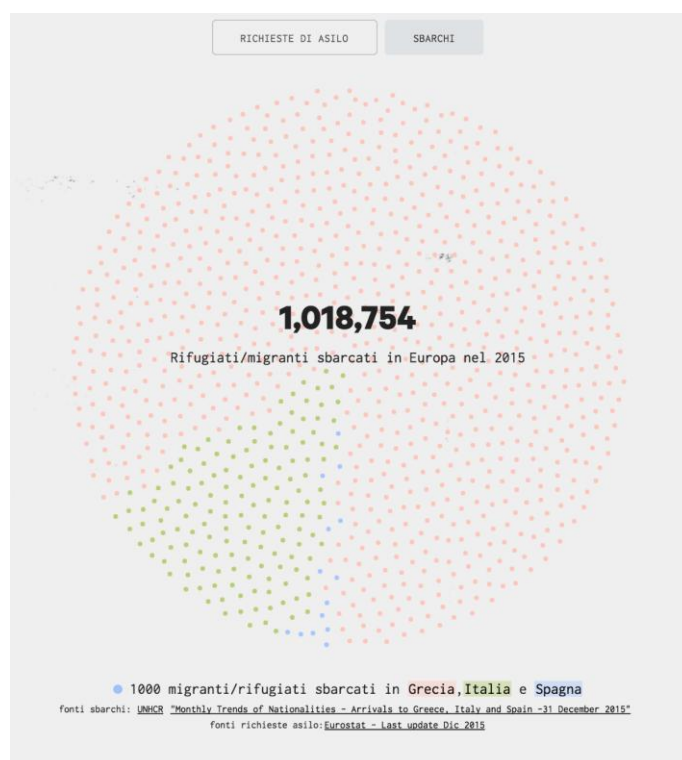 RICHIESTE DI ASILO
SBARCHI
1,018,754
Rifugiati/migranti sbarcati in Europa nel 2015
1000 migranti/rifugiati sbarcati in Grecia,Italia e Spagna
fonti sbarchi: UNHCR "Monthly Trends of Nationalities - Arrivals to Greece, Italy and Spain -31 December 2015"
fonti richieste asilo:Eurostat - Last update Dic 2015